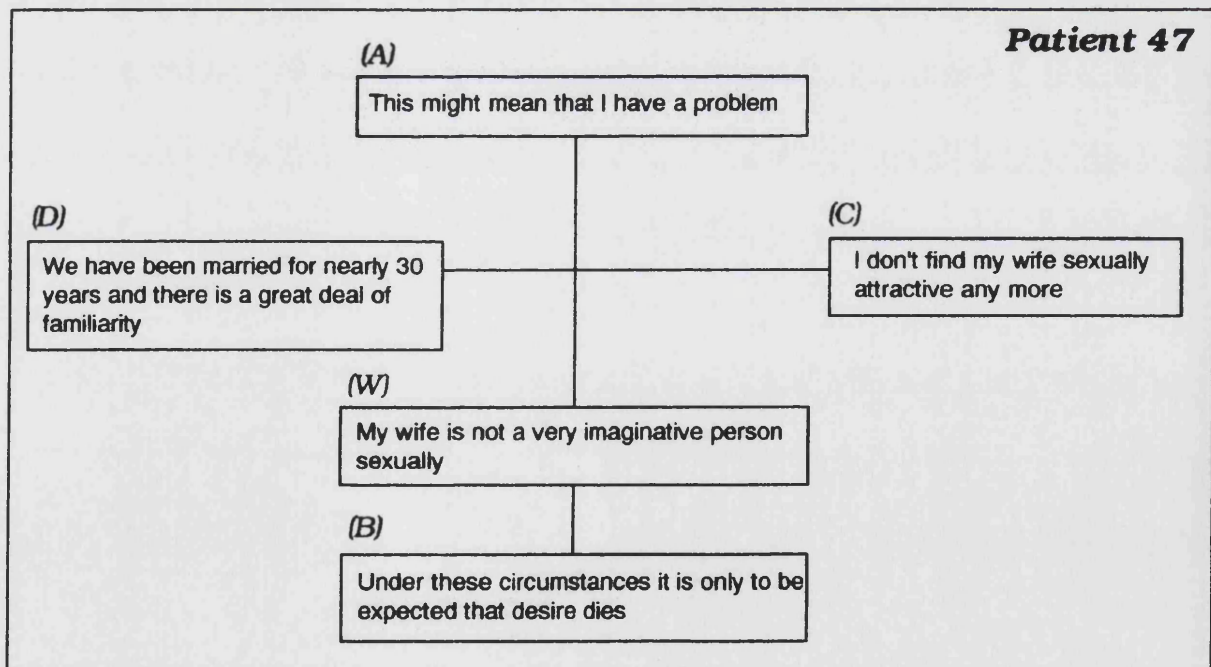 Patient 47
(A)
This might mean that I have a problem
(D)
We have been married for nearly 30
years and there is a great deal of
familiarity
(C)
I don't find my wife sexually
attractive any more
(W)
My wife is not a very imaginative person
sexually
(B)
Under these circumstances it is only to be
expected that desire dies